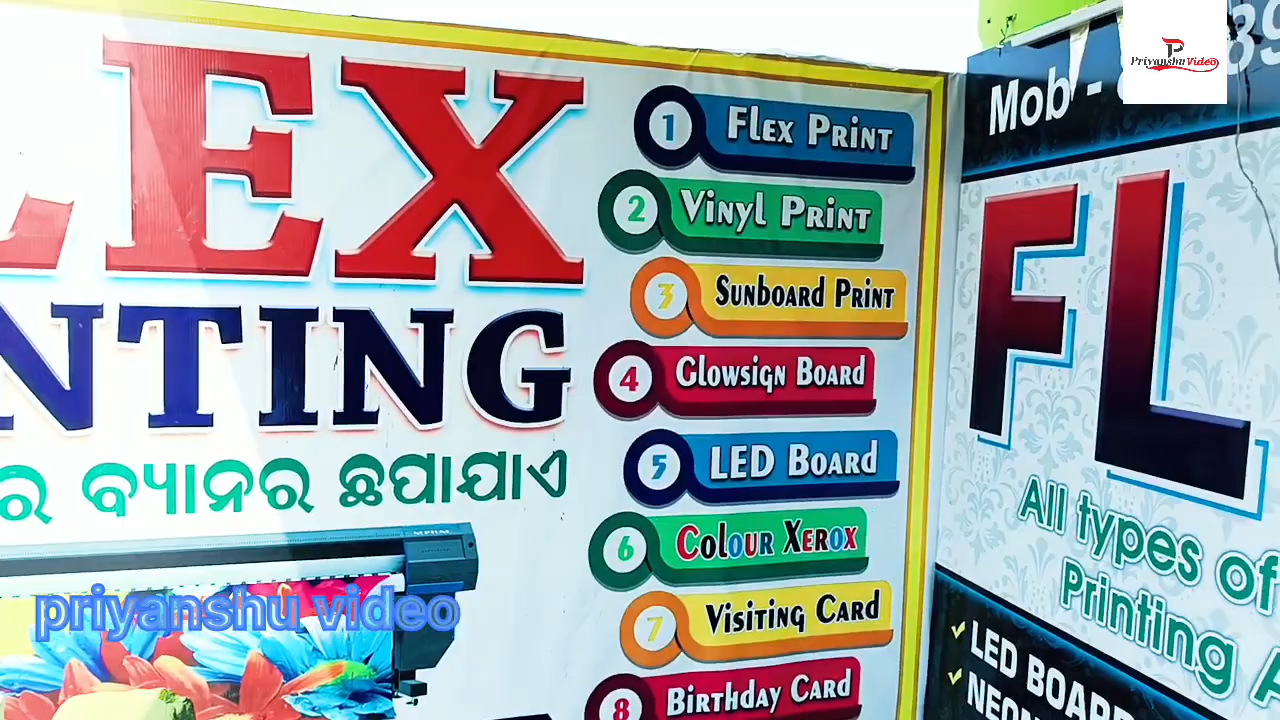 LEX
NTING
ର ବ୍ୟାନର ଛପାଯାଏ
priyanshu video
1 Flex Print
2 Vinyl Print
3 Sunboard Print
4 Glowsign Board
5 LED Board
6 Colour Xerox
7 Visiting Card
8 Birthday Card
Priyanshu Video
Mob -
FL
All types of
Printing
LED BOARD
NEON